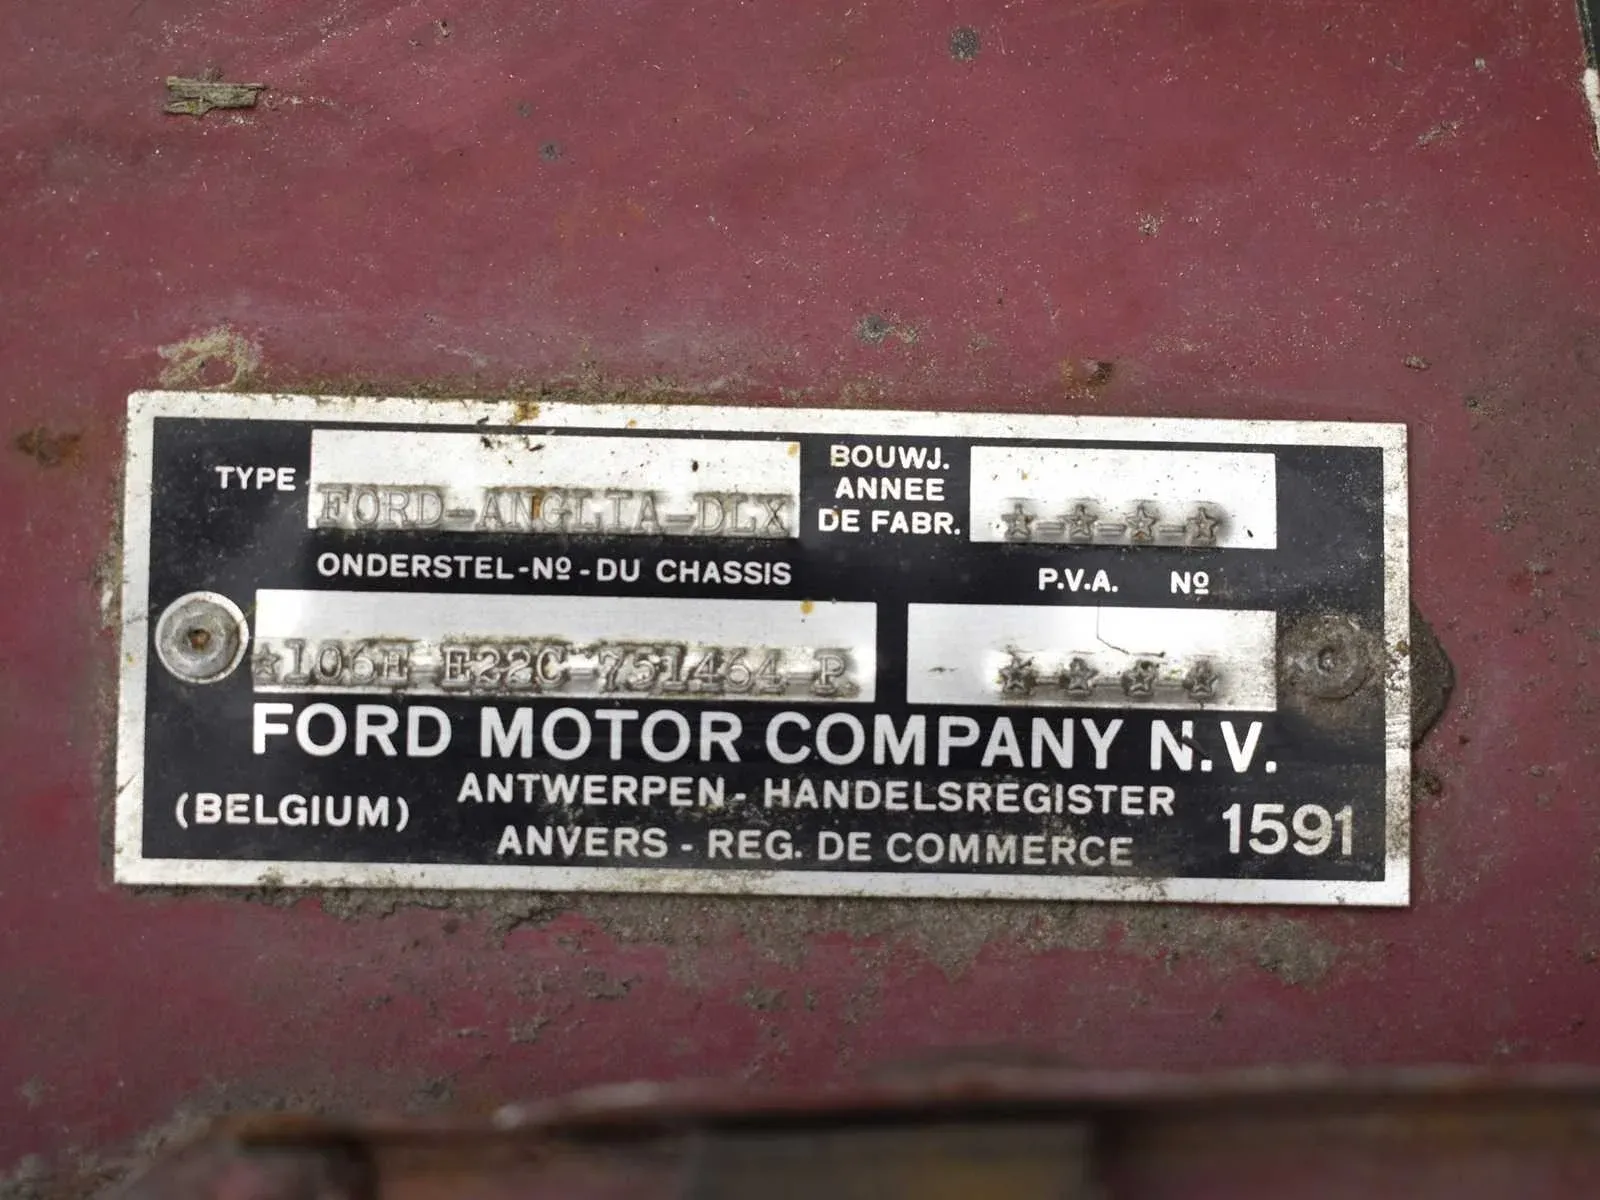 TYPE FORD-ANGLIA-DLX
BOUWJ.
ANNEE
DE FABR. ☆-☆-☆-☆
ONDERSTEL-Nº-DU CHASSIS
P.V.A. Nº
☆106E E22C 751464 P
☆-☆-☆-☆
FORD MOTOR COMPANY N.V.
(BELGIUM)
ANTWERPEN - HANDELSREGISTER
ANVERS - REG. DE COMMERCE
1591